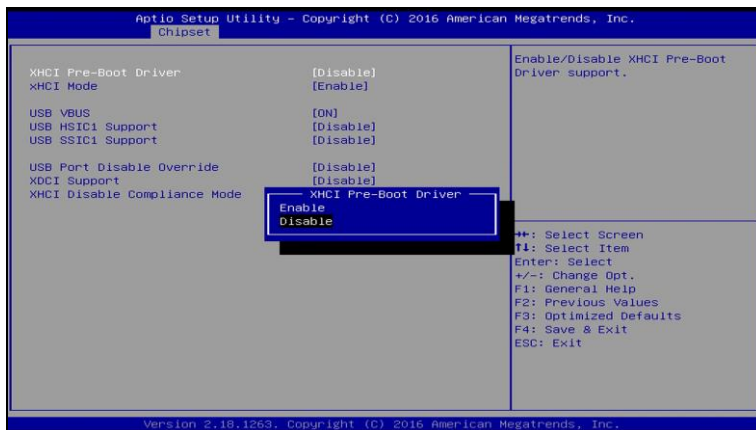 Aptio Setup Utility – Copyright (C) 2016 American Megatrends, Inc.
Chipset
XHCI Pre-Boot Driver [Disable]
xHCI Mode [Enable]
USB VBUS [ON]
USB HSIC1 Support [Disable]
USB SSIC1 Support [Disable]
USB Port Disable Override [Disable]
XDCI Support [Disable]
XHCI Disable Compliance Mode
XHCI Pre-Boot Driver
Enable
Disable
Enable/Disable XHCI Pre-Boot
Driver support.
→←: Select Screen
↑↓: Select Item
Enter: Select
+/-: Change Opt.
F1: General Help
F2: Previous Values
F3: Optimized Defaults
F4: Save & Exit
ESC: Exit
Version 2.18.1263. Copyright (C) 2016 American Megatrends, Inc.